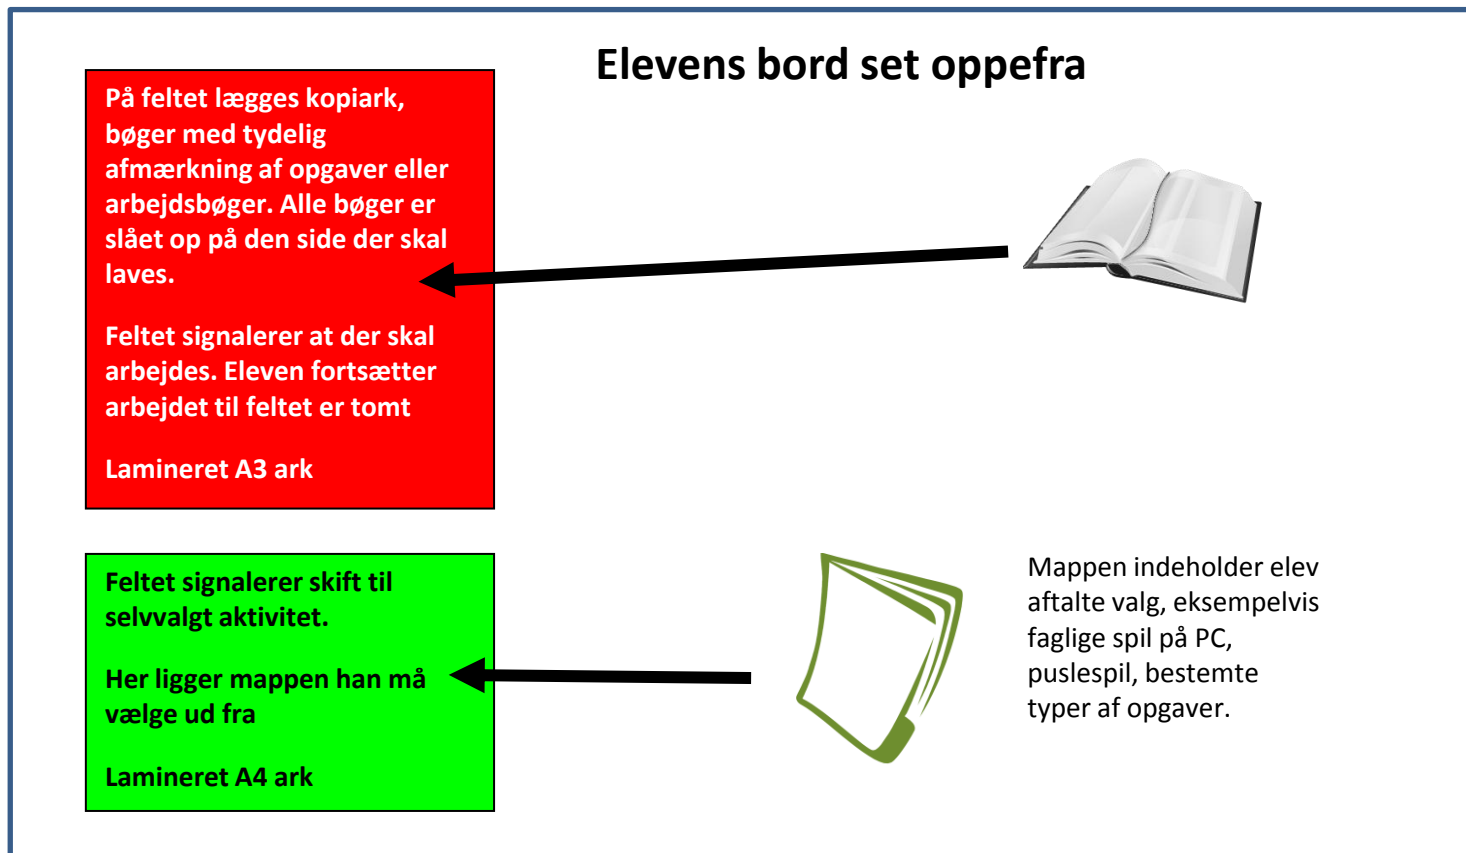 Elevens bord set oppefra
På feltet lægges kopiark,
bøger med tydelig
afmærkning af opgaver eller
arbejdsbøger. Alle bøger er
slået op på den side der skal
laves.
Feltet signalerer at der skal
arbejdes. Eleven fortsætter
arbejdet til feltet er tomt
Lamineret A3 ark
Feltet signalerer skift til
selvvalgt aktivitet.
Her ligger mappen han må
vælge ud fra
Lamineret A4 ark
Mappen indeholder elev
aftalte valg, eksempelvis
faglige spil på PC,
puslespil, bestemte
typer af opgaver.